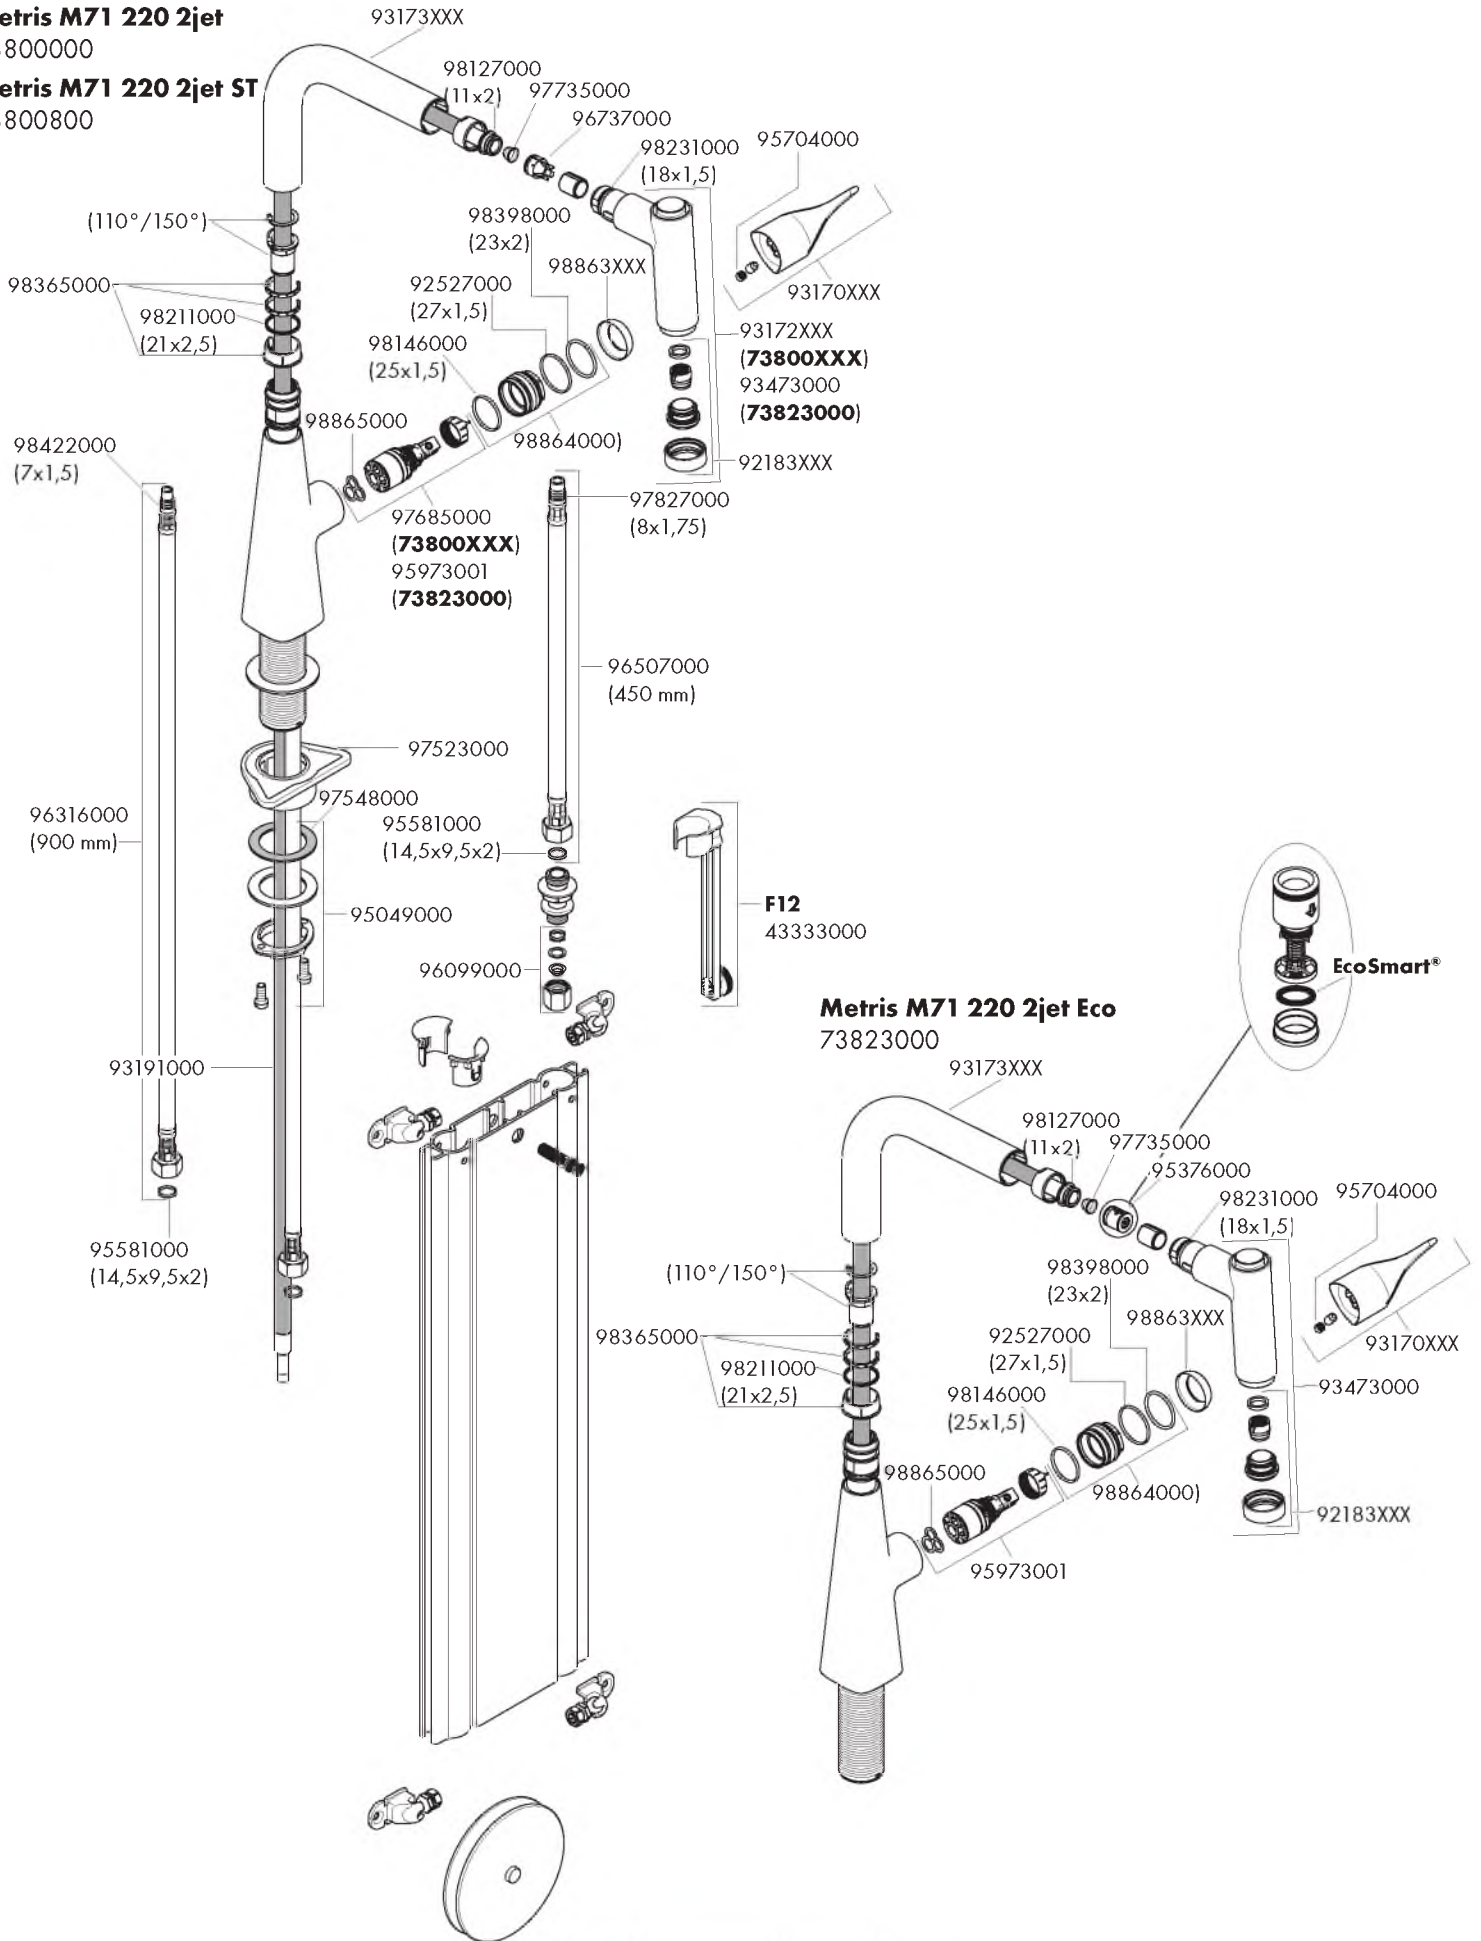 etris M71 220 2jet
800000
etris M71 220 2jet ST
800800
93173XXX
98127000
(11x2)
97735000
96737000
98231000
(18x1,5)
95704000
(110°/150°)
98398000
(23x2)
98863XXX
93170XXX
98365000
92527000
(27x1,5)
98211000
(21x2,5)
98146000
(25x1,5)
93172XXX
(73800XXX)
93473000
(73823000)
98865000
98864000)
92183XXX
98422000
(7x1,5)
97685000
(73800XXX)
95973001
(73823000)
97827000
(8x1,75)
96507000
(450 mm)
97523000
97548000
96316000
(900 mm)
95581000
(14,5x9,5x2)
95049000
F12
43333000
96099000
EcoSmart®
Metris M71 220 2jet Eco
73823000
93191000
93173XXX
98127000
(11x2)
97735000
95376000
98231000
(18x1,5)
95704000
95581000
(14,5x9,5x2)
(110°/150°)
98398000
(23x2)
98863XXX
93170XXX
98365000
92527000
(27x1,5)
98211000
(21x2,5)
98146000
(25x1,5)
93473000
98865000
98864000)
92183XXX
95973001